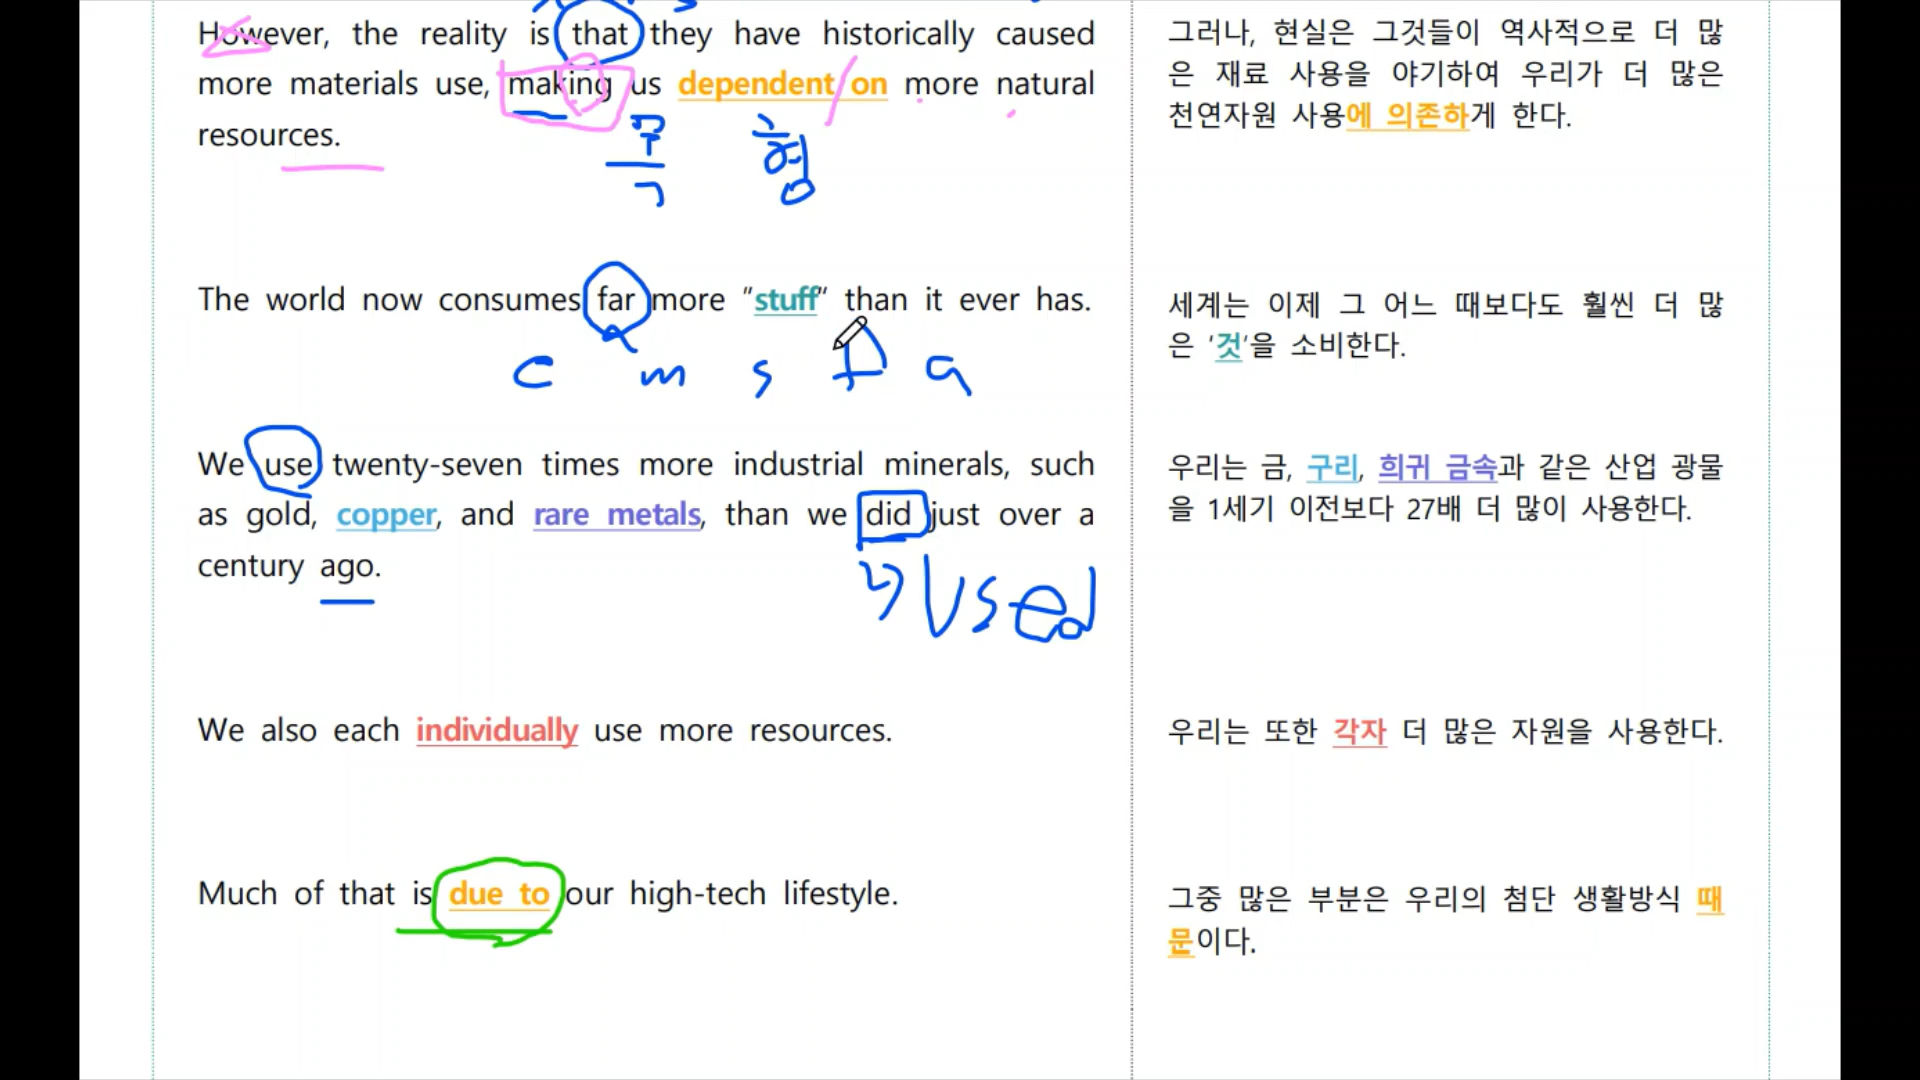 However, the reality is that they have historically caused
more materials use, making us dependent on more natural
resources.
목
ㄱ
형
그러나, 현실은 그것들이 역사적으로 더 많
은 재료 사용을 야기하여 우리가 더 많은
천연자원 사용에 의존하게 한다.
The world now consumes far more "stuff" than it ever has.
c m s f a
세계는 이제 그 어느 때보다도 훨씬 더 많
은 '것'을 소비한다.
We use twenty-seven times more industrial minerals, such
as gold, copper, and rare metals, than we did just over a
century ago.
used
우리는 금, 구리, 희귀 금속과 같은 산업 광물
을 1세기 이전보다 27배 더 많이 사용한다.
We also each individually use more resources.
우리는 또한 각자 더 많은 자원을 사용한다.
Much of that is due to our high-tech lifestyle.
그중 많은 부분은 우리의 첨단 생활방식 때
문이다.